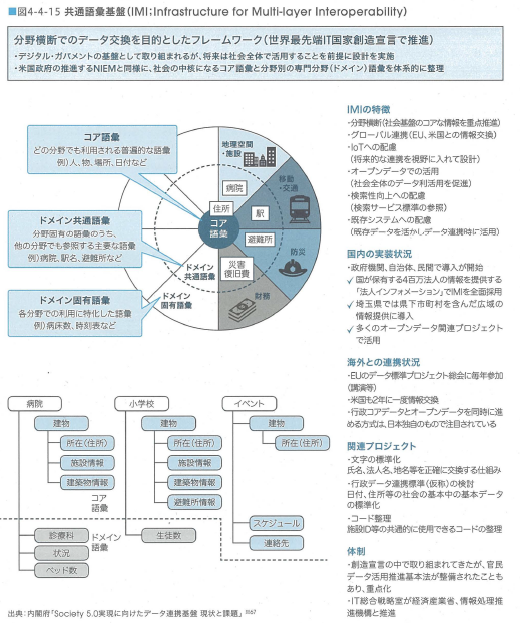 ■図4-4-15 共通語彙基盤(IMI:Infrastructure for Multi-layer Interoperability)
分野横断でのデータ交換を目的としたフレームワーク(世界最先端IT国家創造宣言で推進)
・デジタル・ガバメントの基盤として取り組まれるが、将来は社会全体で活用することを前提に設計を実施
・米国政府の推進するNIEMと同様に、社会の中核になるコア語彙と分野別の専門分野(ドメイン)語彙を体系的に整理
コア語彙
どの分野でも利用される普遍的な語彙
例)人、物、場所、日付など
ドメイン共通語彙
分野固有の語彙のうち、
他の分野でも参照する主要な語彙
例)病院、駅名、避難所など
ドメイン固有語彙
各分野での利用に特化した語彙
例)病床数、時刻表など
地理空間
・施設
移動
・交通
病院
住所
駅
コア
語彙
避難所
防災
災害
復旧費
ドメイン
共通語彙
財務
ドメイン
固有語彙
IMIの特徴
・分野横断(社会基盤のコアな情報を重点推進)
・グローバル連携(EU、米国との情報交換)
・IoTへの配慮
(将来的な連携を視野に入れて設計)
・オープンデータでの活用
(社会全体のデータ利活用を促進)
・検索性向上への配慮
(検索サービス標準の参照)
・既存システムへの配慮
(既存データを活かしデータ連携時に活用)
国内の実装状況
・政府機関、自治体、民間で導入が開始
✓ 国が保有する4百万法人の情報を提供する
「法人インフォメーション」でIMIを全面採用
✓ 埼玉県では県下市町村を含んだ広域の
情報提供に導入
✓ 多くのオープンデータ関連プロジェクト
で活用
海外との連携状況
・EUのデータ標準プロジェクト総会に毎年参加
(講演等)
・米国も2年に一度情報交換
・行政コアデータとオープンデータを同時に進
める方式は、日本独自のもので注目されている
関連プロジェクト
・文字の標準化
氏名、法人名、地名等を正確に交換する仕組み
・行政データ連携標準(仮称)の検討
日付、住所等の社会の基本中の基本データ
の標準化
・コード整理
施設ID等の共通的に使用できるコードの整理
体制
・創造宣言の中で取り組まれてきたが、官民
データ活用推進基本法が整備されたことも
あり、重点化
・IT総合戦略室が経済産業省、情報処理推
進機構と推進
病院
建物
所在(住所)
施設情報
建築物情報
コア
語彙
ドメイン
語彙
診療科
状況
ベッド数
小学校
建物
所在(住所)
施設情報
建築物情報
避難所情報
生徒数
イベント
建物
所在(住所)
スケジュール
連絡先
出典:内閣府「Society 5.0実現に向けたデータ連携基盤 現状と課題」